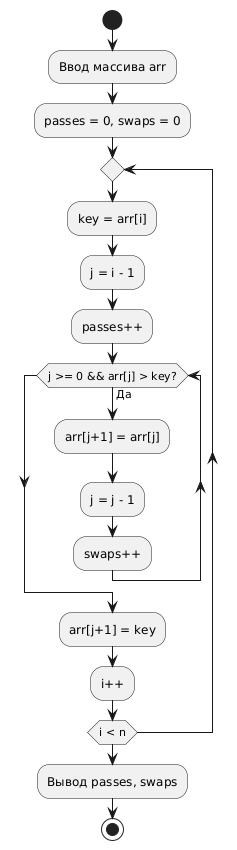 Ввод массива arr
passes = 0, swaps = 0
key = arr[i]
j = i - 1
passes++
j >= 0 && arr[j] > key?
Да
arr[j+1] = arr[j]
j = j - 1
swaps++
arr[j+1] = key
i++
i < n
Вывод passes, swaps